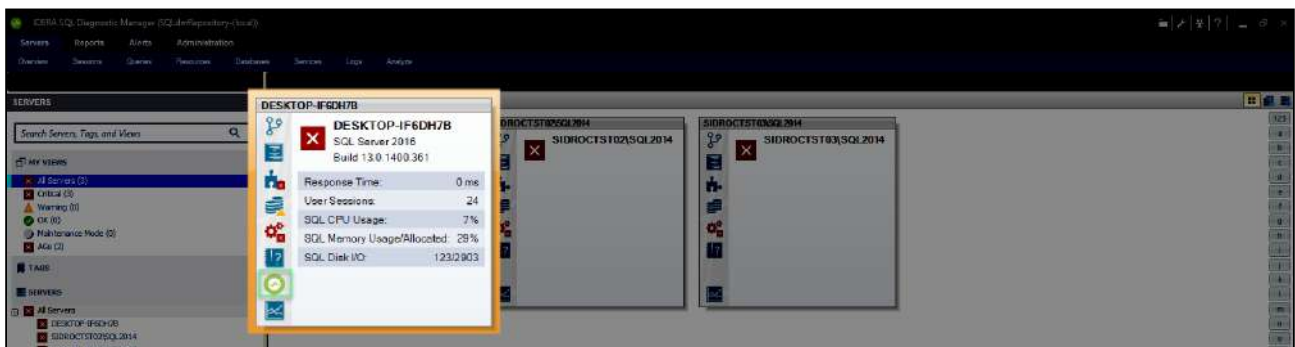 IDERA SQL Diagnostic Manager (SQLdmRepository-(local))
Servers Reports Alerts Administration
Overview Sessions Queries Resources Databases Services Logs Analyze
SERVERS
Search Servers, Tags, and Views
MY VIEWS
All Servers (3)
Critical (3)
Warning (0)
OK (0)
Maintenance Mode (0)
AGs (2)
TAGS
SERVERS
All Servers
DESKTOP-IF6DH7B
SIDROCTST02\SQL2014
DESKTOP-IF6DH7B
DESKTOP-IF6DH7B
SQL Server 2016
Build 13.0.1400.361
Response Time: 0 ms
User Sessions: 24
SQL CPU Usage: 7%
SQL Memory Usage/Allocated: 29%
SQL Disk I/O: 123/2903
SIDROCTST02\SQL2014
SIDROCTST03\SQL2014
SIDROCTST03\SQL2014
123